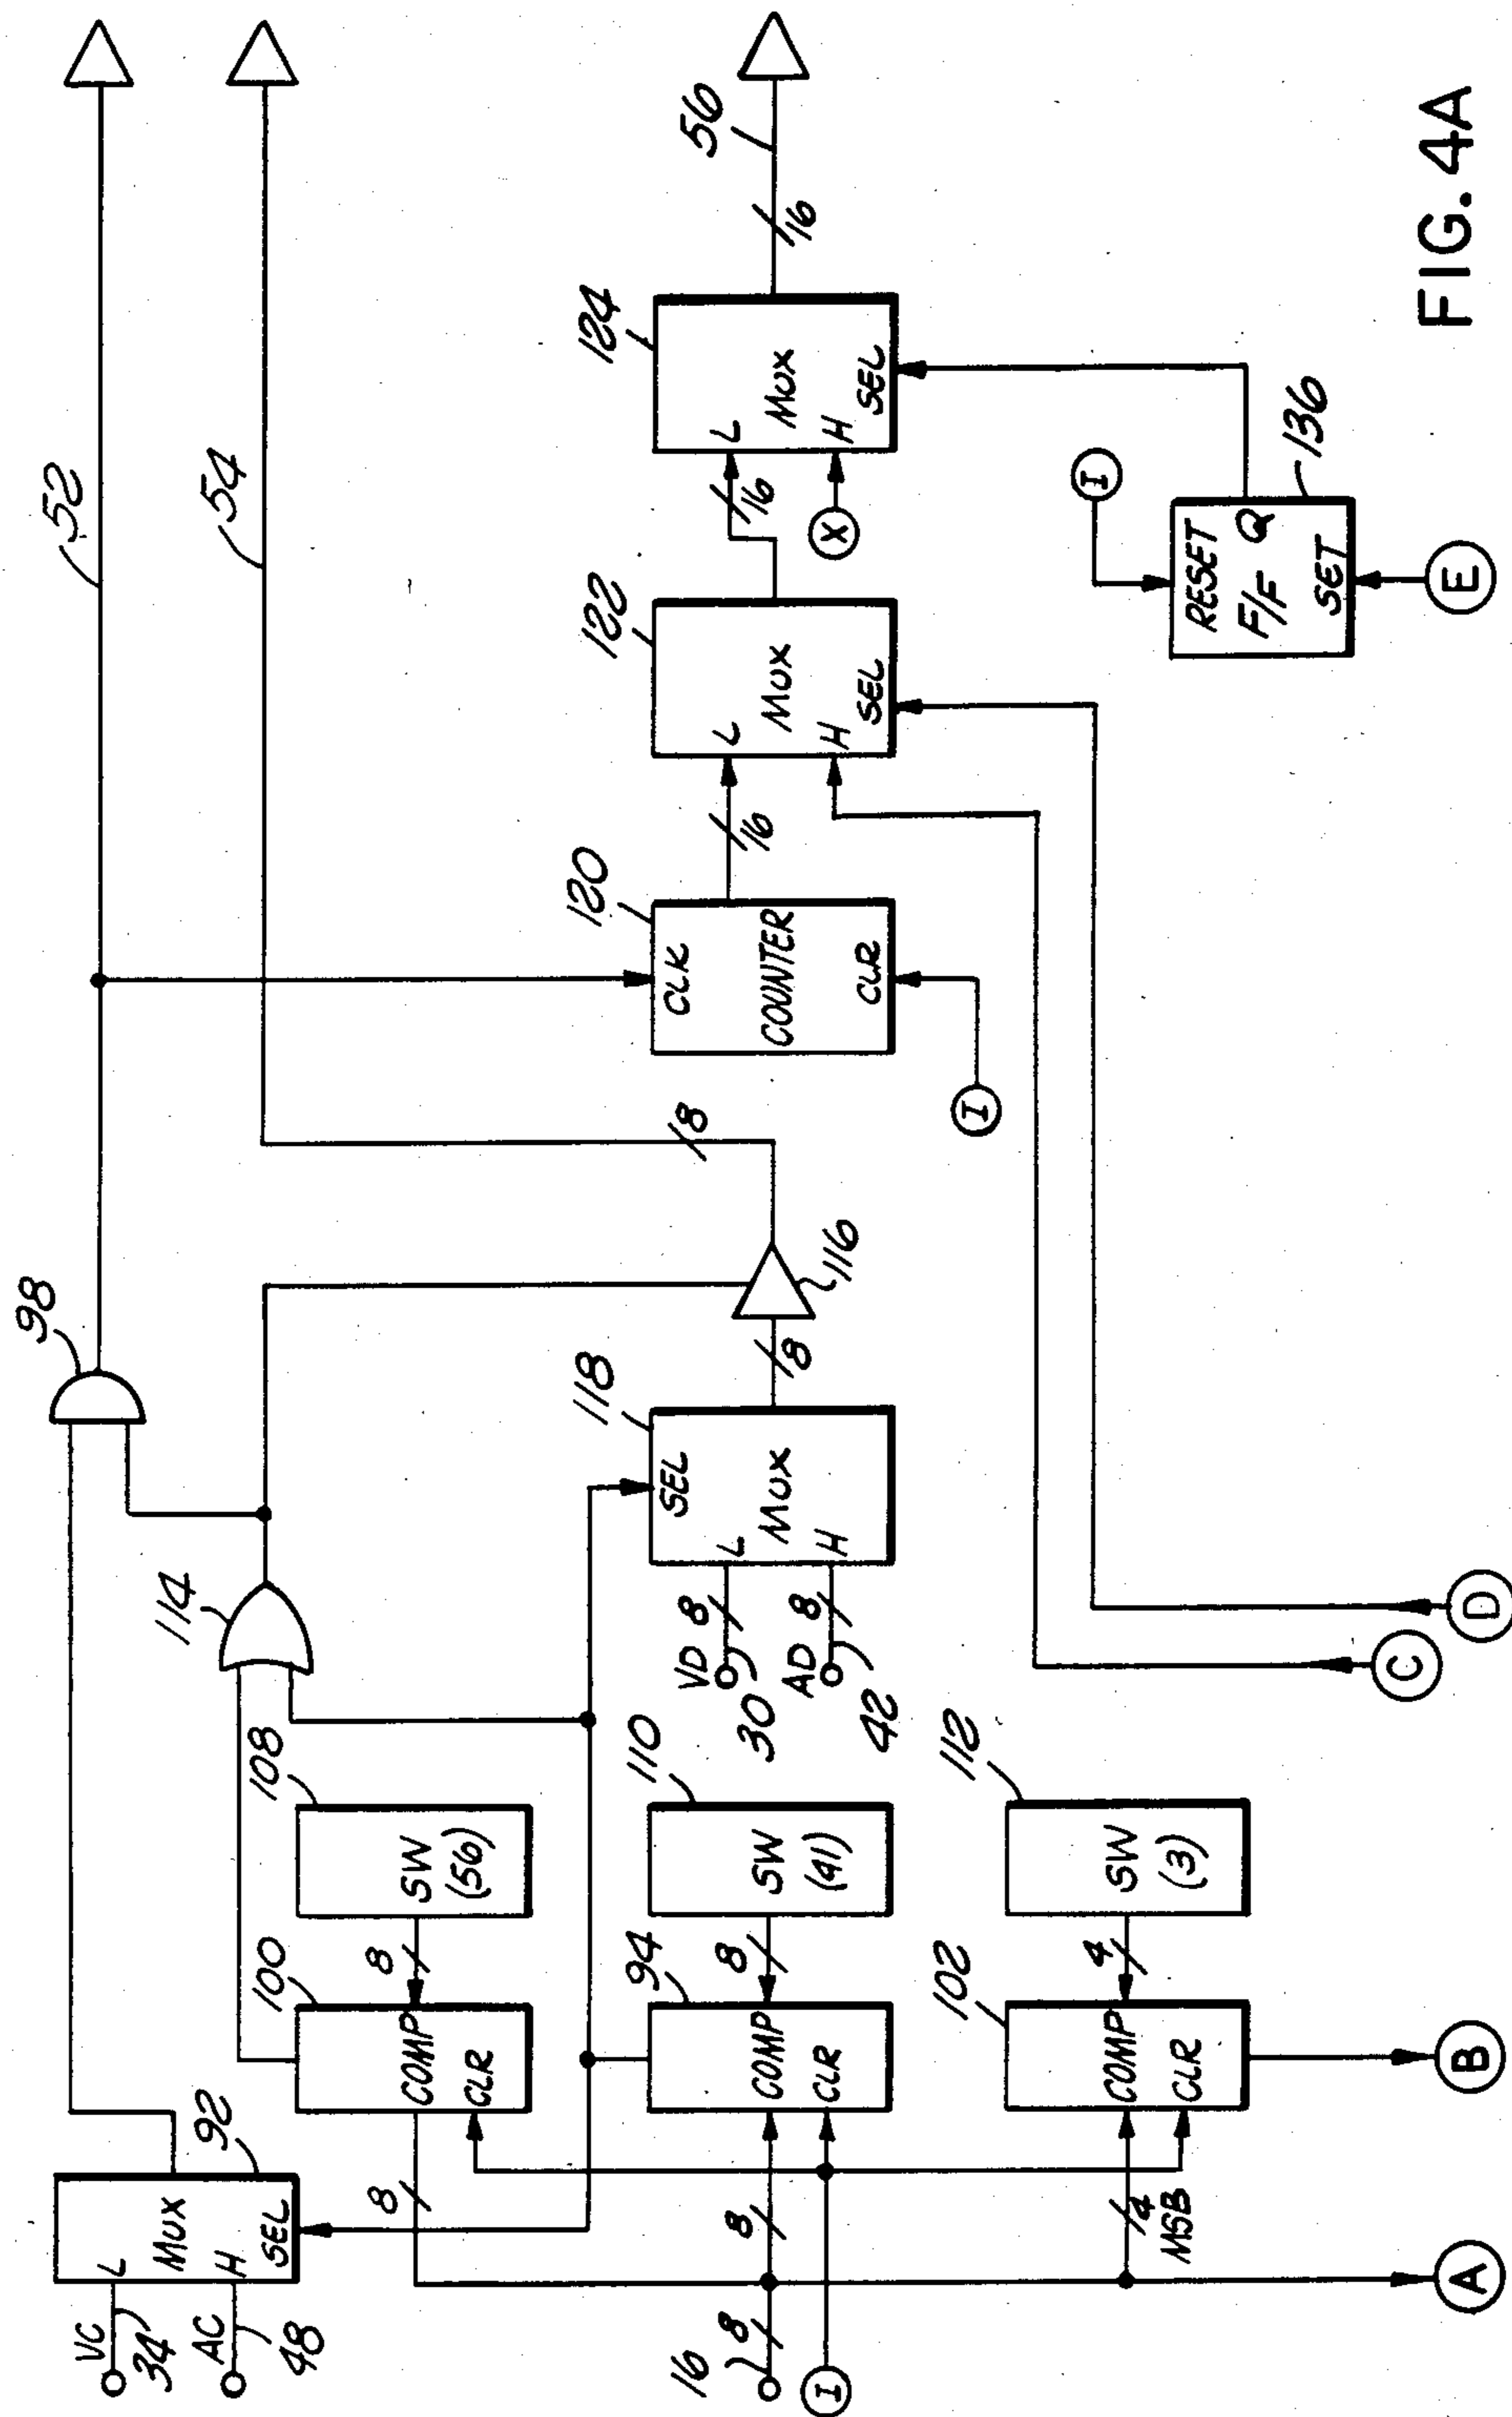 52
54
98
114
92
VC
L
MUX
34
AC
H
SEL
48
100
108
8
COMP
CLR
8
SW
(56)
118
SEL
L
MUX
H
VD 8
30
AD 8
42
8
116
8
120
CLK
COUNTER
CLR
I
16
122
L
MUX
H
SEL
16
124
L
MUX
H
SEL
X
16
56
16
8
I
8
94
COMP
CLR
8
110
SW
(41)
4
MSB
102
COMP
CLR
4
112
SW
(3)
I
RESET
F/F Q
SET
136
A
B
C
D
E
FIG. 4A